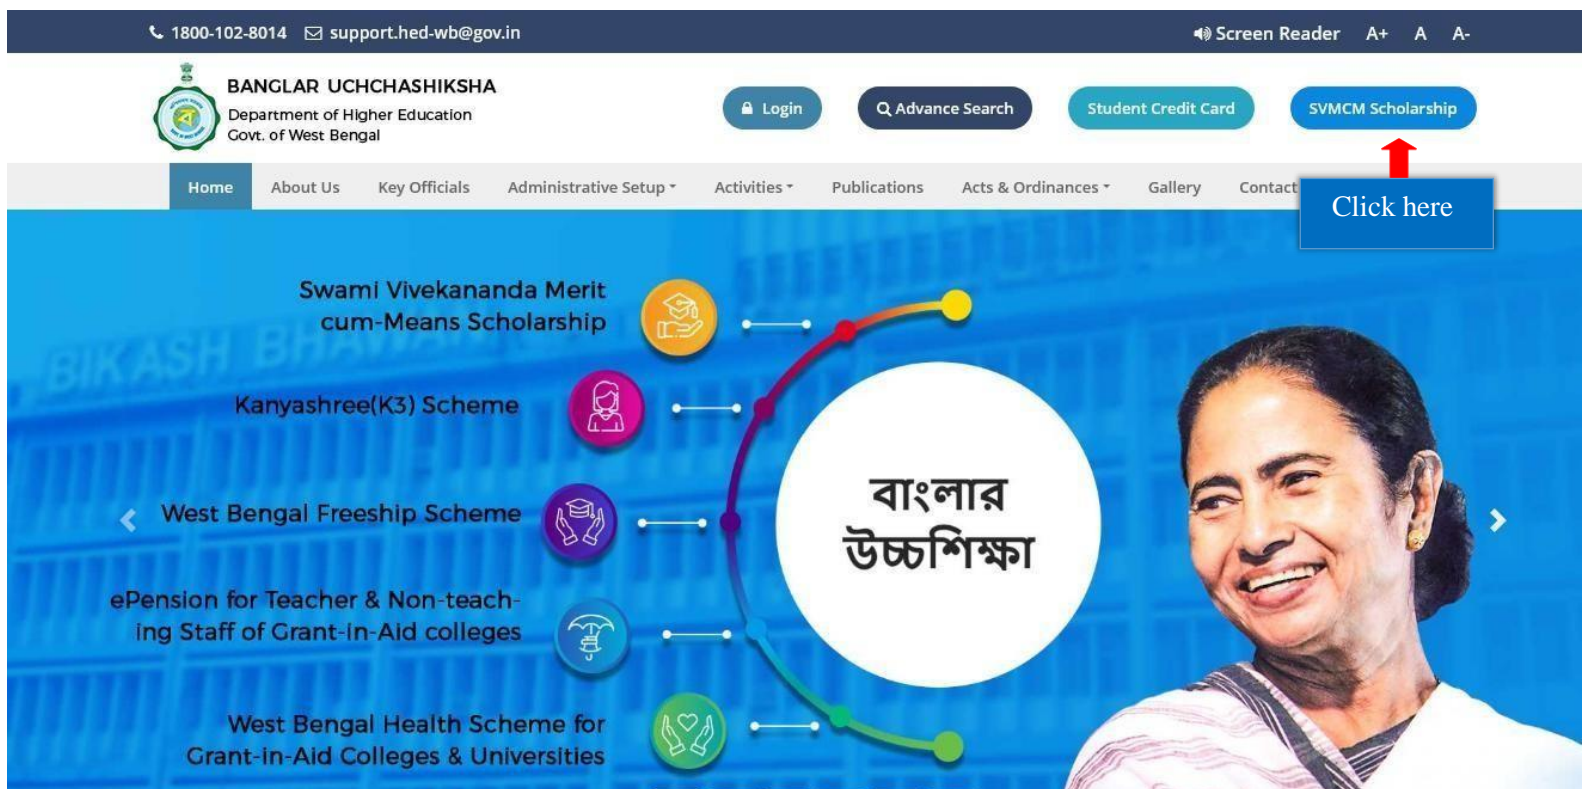 1800-102-8014 support.hed-wb@gov.in Screen Reader A+ A A-
BANGLAR UCHCHASHIKSHA
Department of Higher Education
Govt. of West Bengal
Login Advance Search Student Credit Card SVMCM Scholarship
Home About Us Key Officials Administrative Setup Activities Publications Acts & Ordinances Gallery Contact
Click here
Swami Vivekananda Merit
cum-Means Scholarship
BIKASH BHAWAN
Kanyashree(K3) Scheme
West Bengal Freeship Scheme
ePension for Teacher & Non-teach-
ing Staff of Grant-in-Aid colleges
West Bengal Health Scheme for
Grant-in-Aid Colleges & Universities
বাংলার
উচ্চশিক্ষা